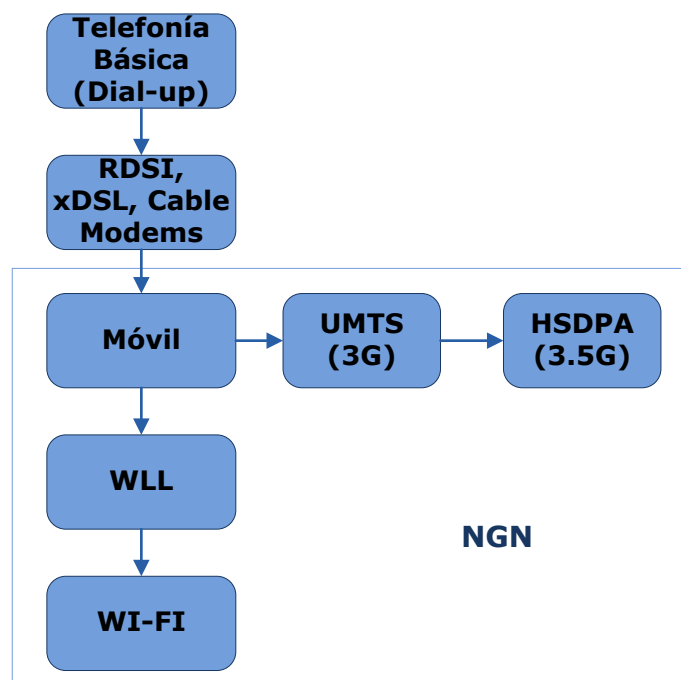 Telefonía
Básica
(Dial-up)
RDSI,
xDSL, Cable
Modems
Móvil
UMTS
(3G)
HSDPA
(3.5G)
WLL
NGN
WI-FI